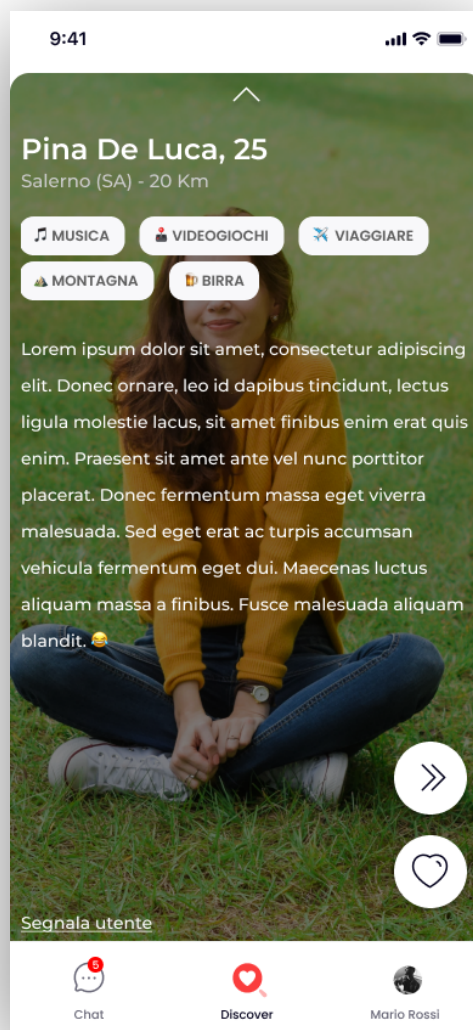 9:41
Pina De Luca, 25
Salerno (SA) - 20 Km
🎵 MUSICA 🕹️ VIDEOGIOCHI ✈️ VIAGGIARE
🏕️ MONTAGNA 🍺 BIRRA
Lorem ipsum dolor sit amet, consectetur adipiscing
elit. Donec ornare, leo id dapibus tincidunt, lectus
ligula molestie lacus, sit amet finibus enim erat quis
enim. Praesent sit amet ante vel nunc porttitor
placerat. Donec fermentum massa eget viverra
malesuada. Sed eget erat ac turpis accumsan
vehicula fermentum eget dui. Maecenas luctus
aliquam massa a finibus. Fusce malesuada aliquam
blandit. 😂
Segnala utente
5
Chat Discover Mario Rossi